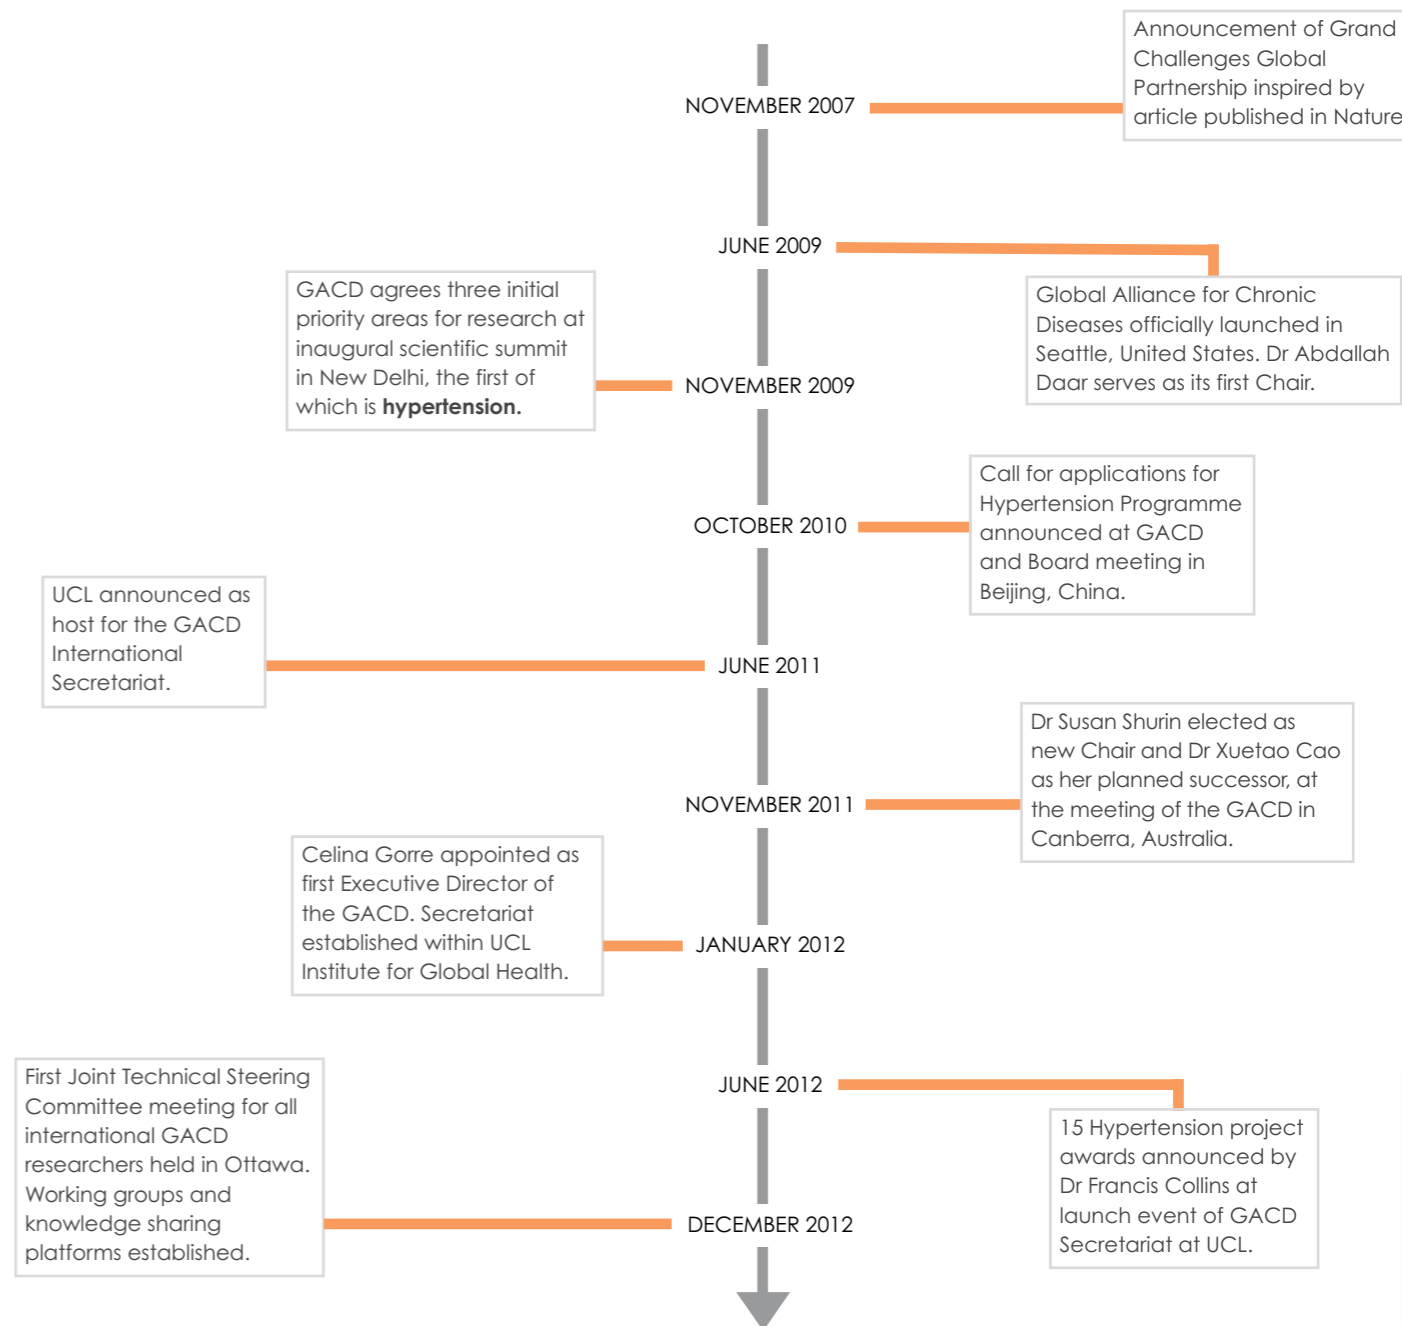 NOVEMBER 2007
Announcement of Grand
Challenges Global
Partnership inspired by
article published in Nature
JUNE 2009
Global Alliance for Chronic
Diseases officially launched in
Seattle, United States. Dr Abdallah
Daar serves as its first Chair.
GACD agrees three initial
priority areas for research at
inaugural scientific summit
in New Delhi, the first of
which is hypertension.
NOVEMBER 2009
OCTOBER 2010
Call for applications for
Hypertension Programme
announced at GACD
and Board meeting in
Beijing, China.
UCL announced as
host for the GACD
International
Secretariat.
JUNE 2011
NOVEMBER 2011
Dr Susan Shurin elected as
new Chair and Dr Xuetao Cao
as her planned successor, at
the meeting of the GACD in
Canberra, Australia.
Celina Gorre appointed as
first Executive Director of
the GACD. Secretariat
established within UCL
Institute for Global Health.
JANUARY 2012
JUNE 2012
15 Hypertension project
awards announced by
Dr Francis Collins at
launch event of GACD
Secretariat at UCL.
First Joint Technical Steering
Committee meeting for all
international GACD
researchers held in Ottawa.
Working groups and
knowledge sharing
platforms established.
DECEMBER 2012